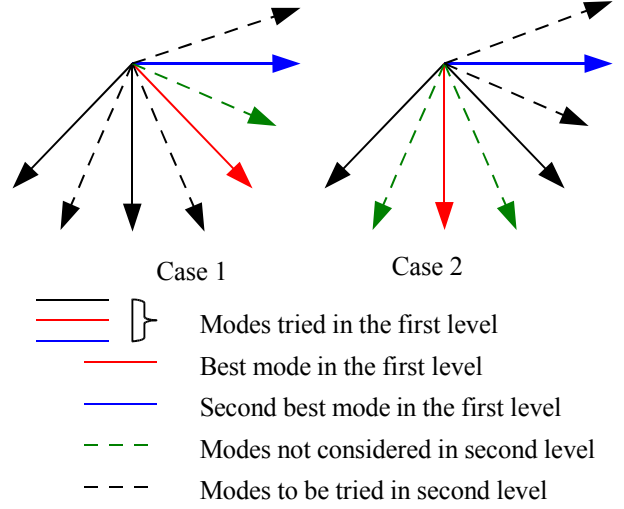 Case 1
Case 2
Modes tried in the first level
Best mode in the first level
Second best mode in the first level
Modes not considered in second level
Modes to be tried in second level